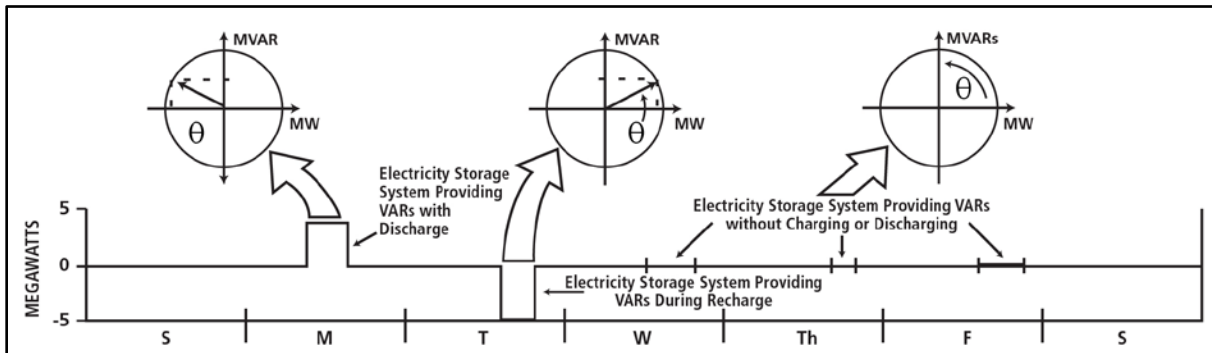 MVAR
MW
θ
MVAR
MW
θ
MVARs
MW
θ
Electricity Storage
System Providing
VARs with
Discharge
Electricity Storage System Providing VARs
without Charging or Discharging
Electricity Storage System Providing
VARs During Recharge
MEGAWATTS
5
0
-5
S
M
T
W
Th
F
S